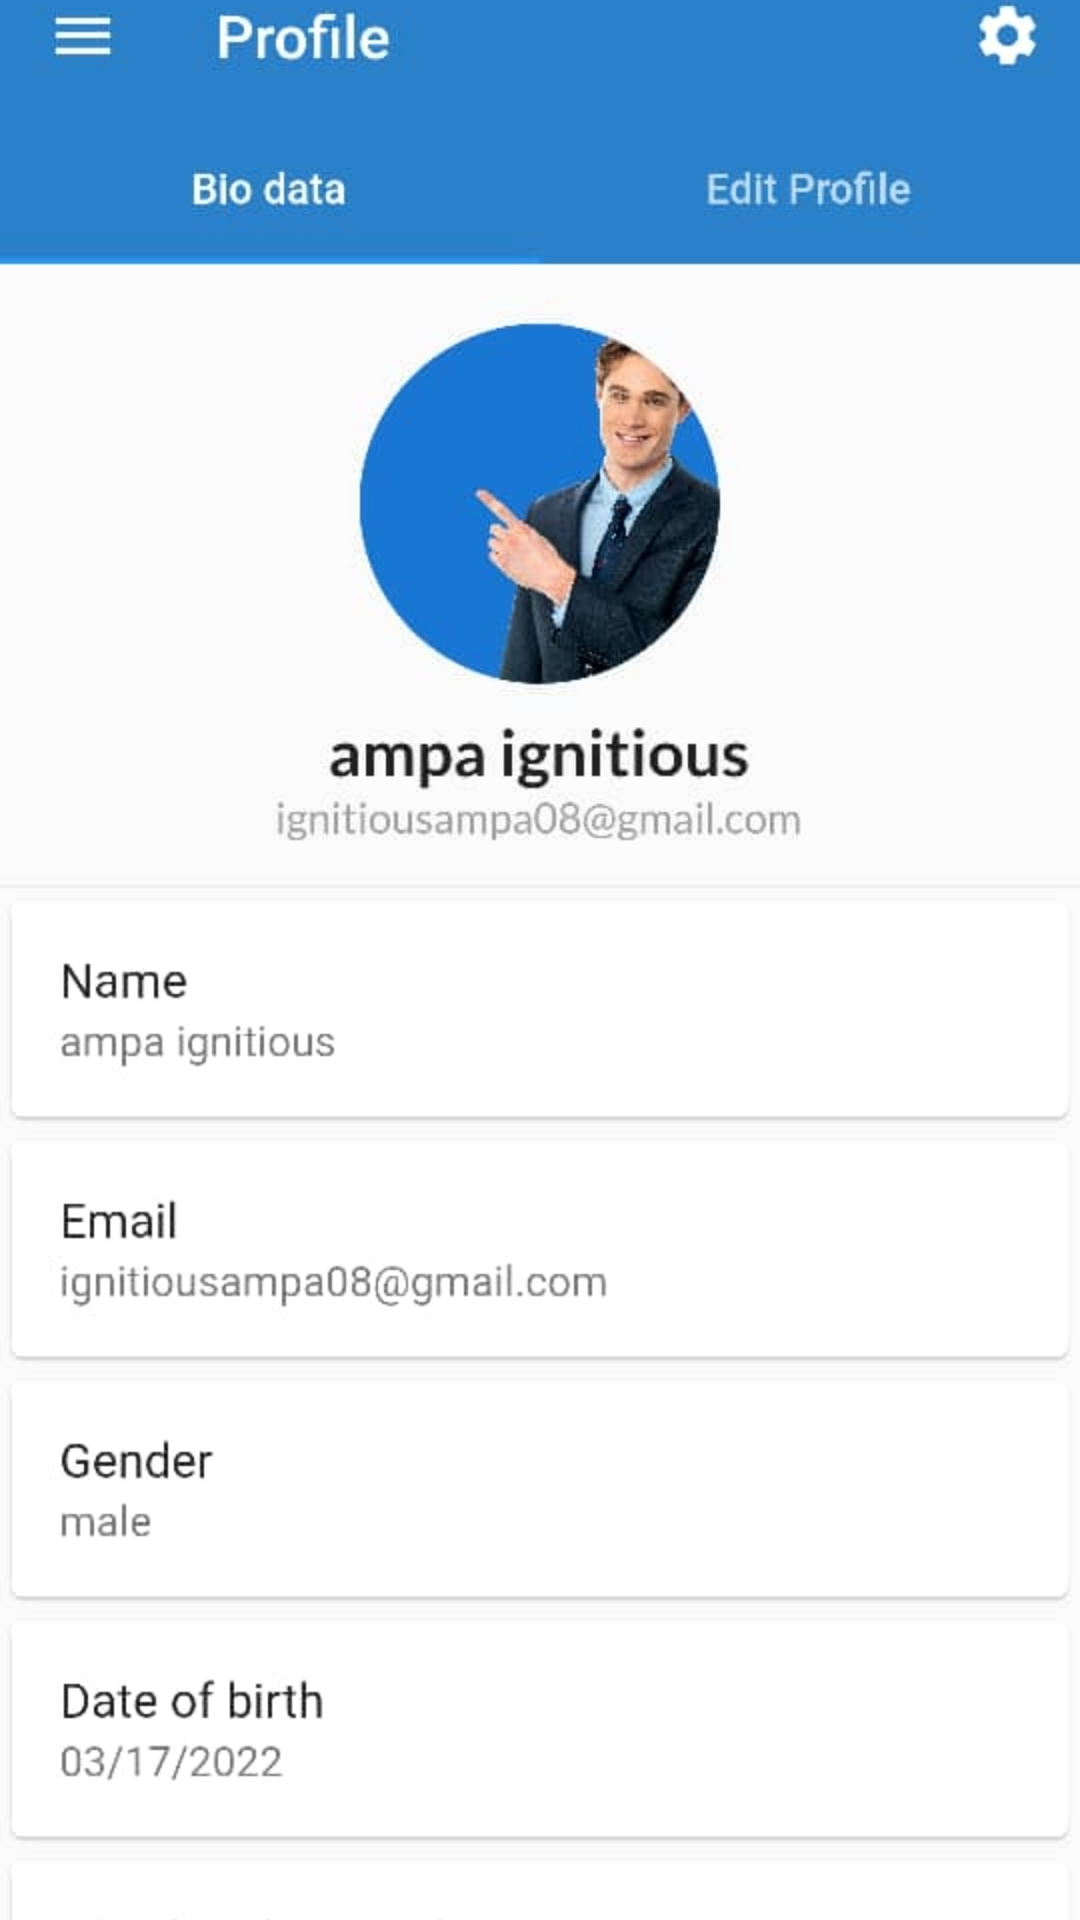 Profile
Bio data
Edit Profile
ampa ignitious
ignitiousampa08@gmail.com
Name
ampa ignitious
Email
ignitiousampa08@gmail.com
Gender
male
Date of birth
03/17/2022